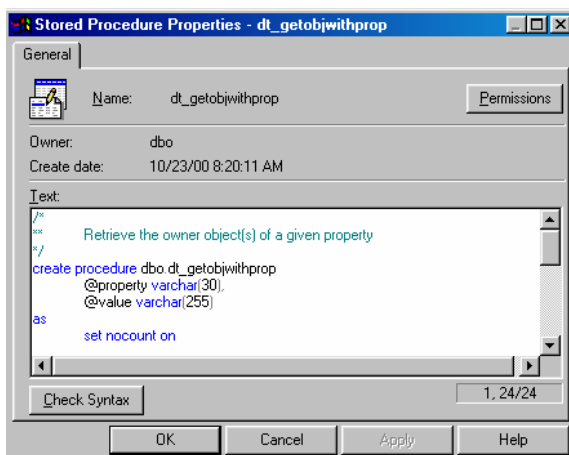 Stored Procedure Properties - dt_getobjwithprop
General
Name: dt_getobjwithprop Permissions
Owner: dbo
Create date: 10/23/00 8:20:11 AM
Text:
/*
** Retrieve the owner object(s) of a given property
*/
create procedure dbo.dt_getobjwithprop
@property varchar(30),
@value varchar(255)
as
set nocount on
Check Syntax 1, 24/24
OK Cancel Apply Help